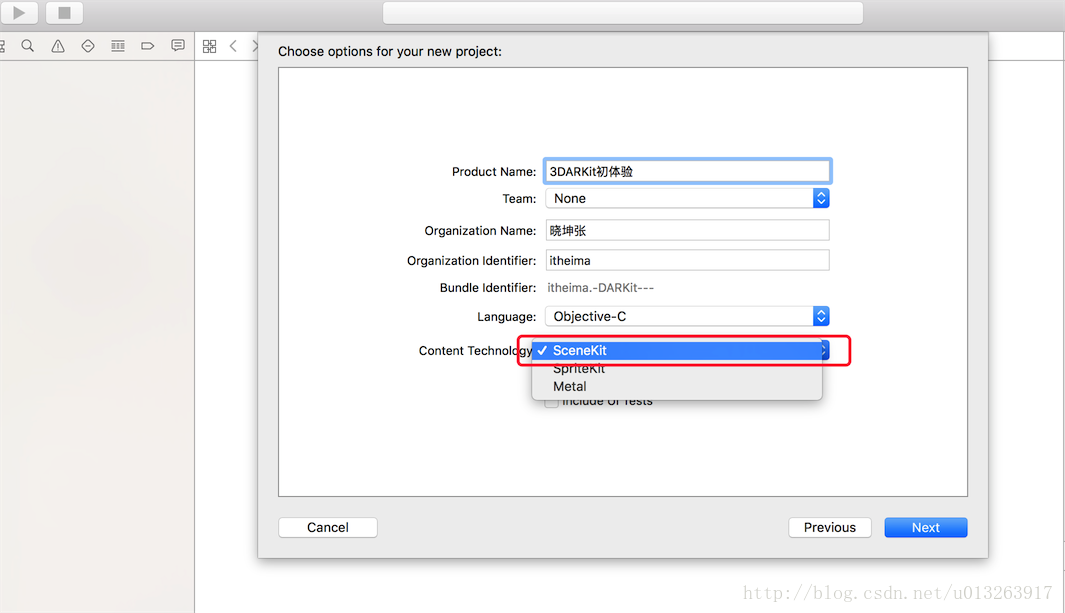 Choose options for your new project:
Product Name: 3DARKit初体验
Team: None
Organization Name: 晓坤张
Organization Identifier: itheima
Bundle Identifier: itheima.-DARKit---
Language: Objective-C
Content Technology SceneKit
SpriteKit
Metal
Include UI Tests
Cancel Previous Next
http://blog.csdn.net/u013263917